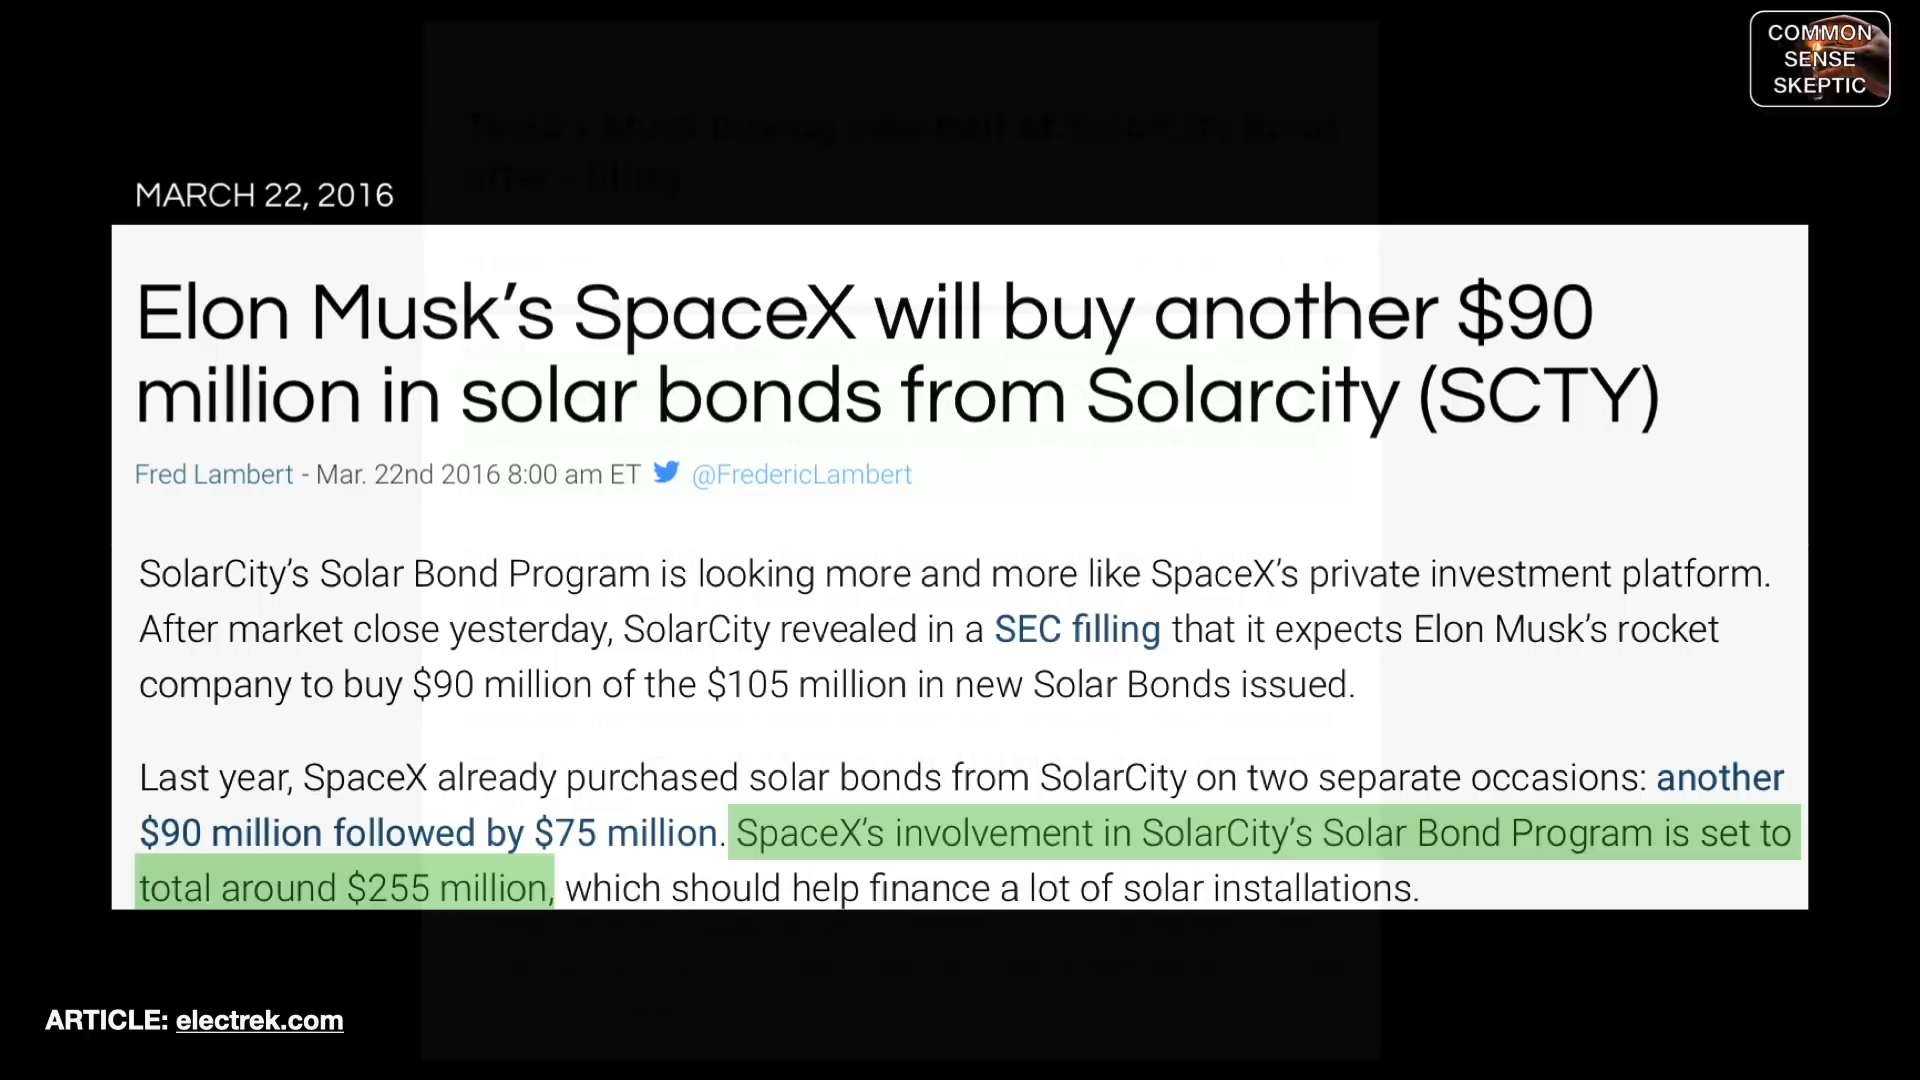 COMMON
SENSE
SKEPTIC
MARCH 22, 2016
Elon Musk’s SpaceX will buy another $90
million in solar bonds from Solarcity (SCTY)
Fred Lambert - Mar. 22nd 2016 8:00 am ET @FredericLambert
SolarCity’s Solar Bond Program is looking more and more like SpaceX’s private investment platform.
After market close yesterday, SolarCity revealed in a SEC filling that it expects Elon Musk’s rocket
company to buy $90 million of the $105 million in new Solar Bonds issued.
Last year, SpaceX already purchased solar bonds from SolarCity on two separate occasions: another
$90 million followed by $75 million. SpaceX’s involvement in SolarCity’s Solar Bond Program is set to
total around $255 million, which should help finance a lot of solar installations.
ARTICLE: electrek.com